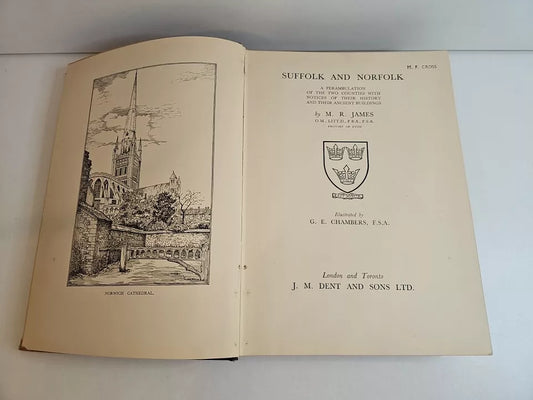 NORWICH CATHEDRAL.
M. F. CROSS
SUFFOLK AND NORFOLK
A PERAMBULATION
OF THE TWO COUNTIES WITH
NOTICES OF THEIR HISTORY
AND THEIR ANCIENT BUILDINGS
by M. R. JAMES
O.M., LITT.D., F.B.A., F.S.A.
PROVOST OF ETON
Illustrated by
G. E. CHAMBERS, F.S.A.
London and Toronto
J. M. DENT AND SONS LTD.